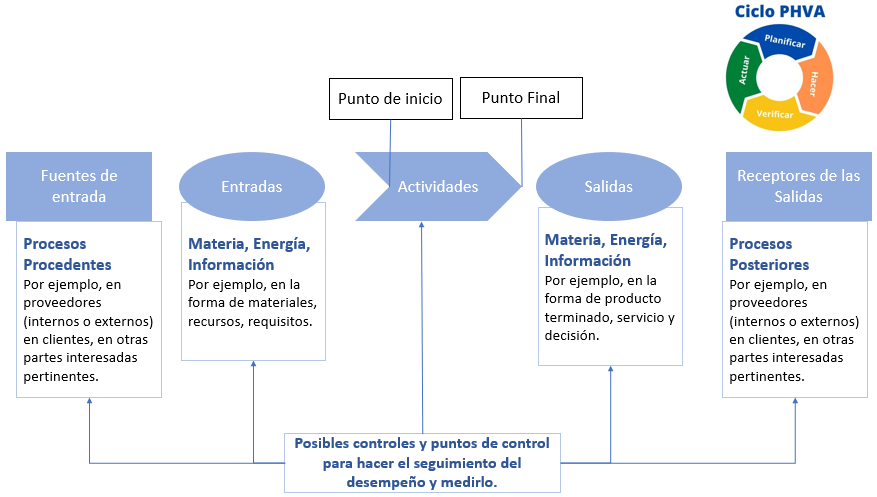 Ciclo PHVA
Planificar
Hacer
Verificar
Actuar
Punto de inicio
Punto Final
Fuentes de
entrada
Entradas
Actividades
Salidas
Receptores de las
Salidas
Procesos
Procedentes
Por ejemplo, en
proveedores
(internos o externos)
en clientes, en otras
partes interesadas
pertinentes.
Materia, Energía,
Información
Por ejemplo, en la
forma de materiales,
recursos, requisitos.
Materia, Energía,
Información
Por ejemplo, en la
forma de producto
terminado, servicio y
decisión.
Procesos
Posteriores
Por ejemplo, en
proveedores
(internos o externos)
en clientes, en otras
partes interesadas
pertinentes.
Posibles controles y puntos de control
para hacer el seguimiento del
desempeño y medirlo.